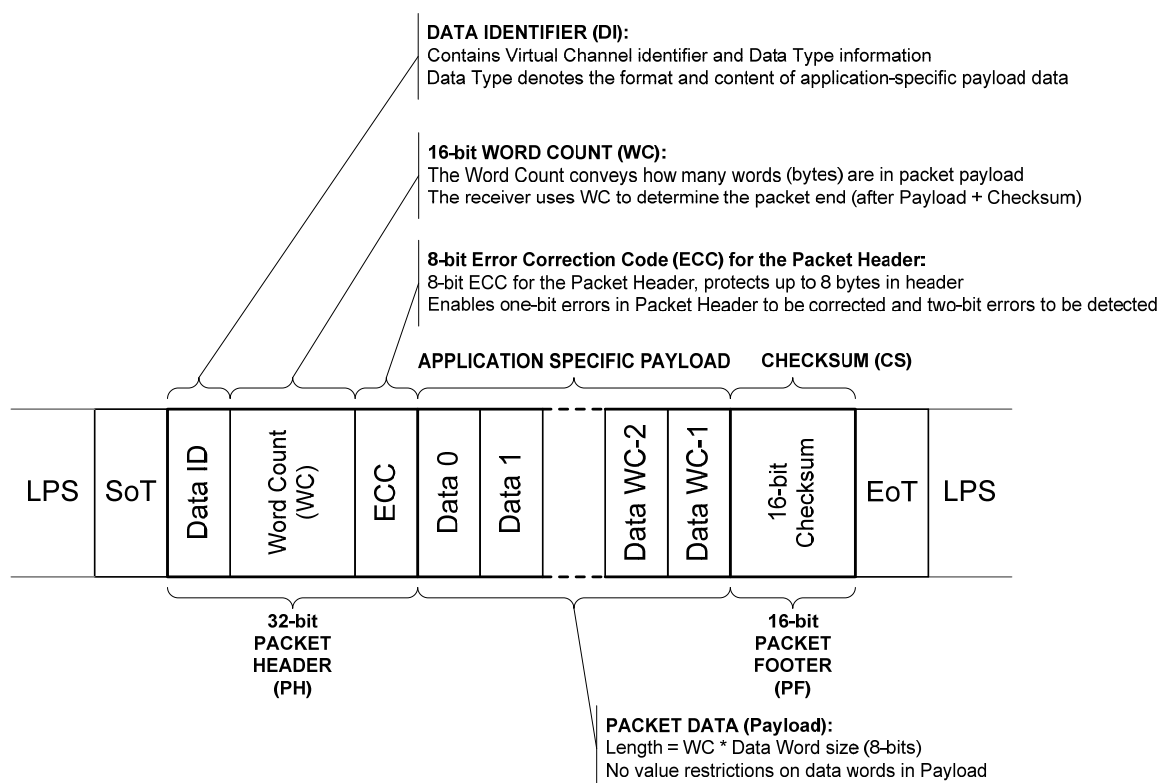 DATA IDENTIFIER (DI):
Contains Virtual Channel identifier and Data Type information
Data Type denotes the format and content of application-specific payload data
16-bit WORD COUNT (WC):
The Word Count conveys how many words (bytes) are in packet payload
The receiver uses WC to determine the packet end (after Payload + Checksum)
8-bit Error Correction Code (ECC) for the Packet Header:
8-bit ECC for the Packet Header, protects up to 8 bytes in header
Enables one-bit errors in Packet Header to be corrected and two-bit errors to be detected
APPLICATION SPECIFIC PAYLOAD
CHECKSUM (CS)
LPS
SoT
Data ID
Word Count
(WC)
ECC
Data 0
Data 1
Data WC-2
Data WC-1
16-bit
Checksum
EoT
LPS
32-bit
PACKET
HEADER
(PH)
16-bit
PACKET
FOOTER
(PF)
PACKET DATA (Payload):
Length = WC * Data Word size (8-bits)
No value restrictions on data words in Payload